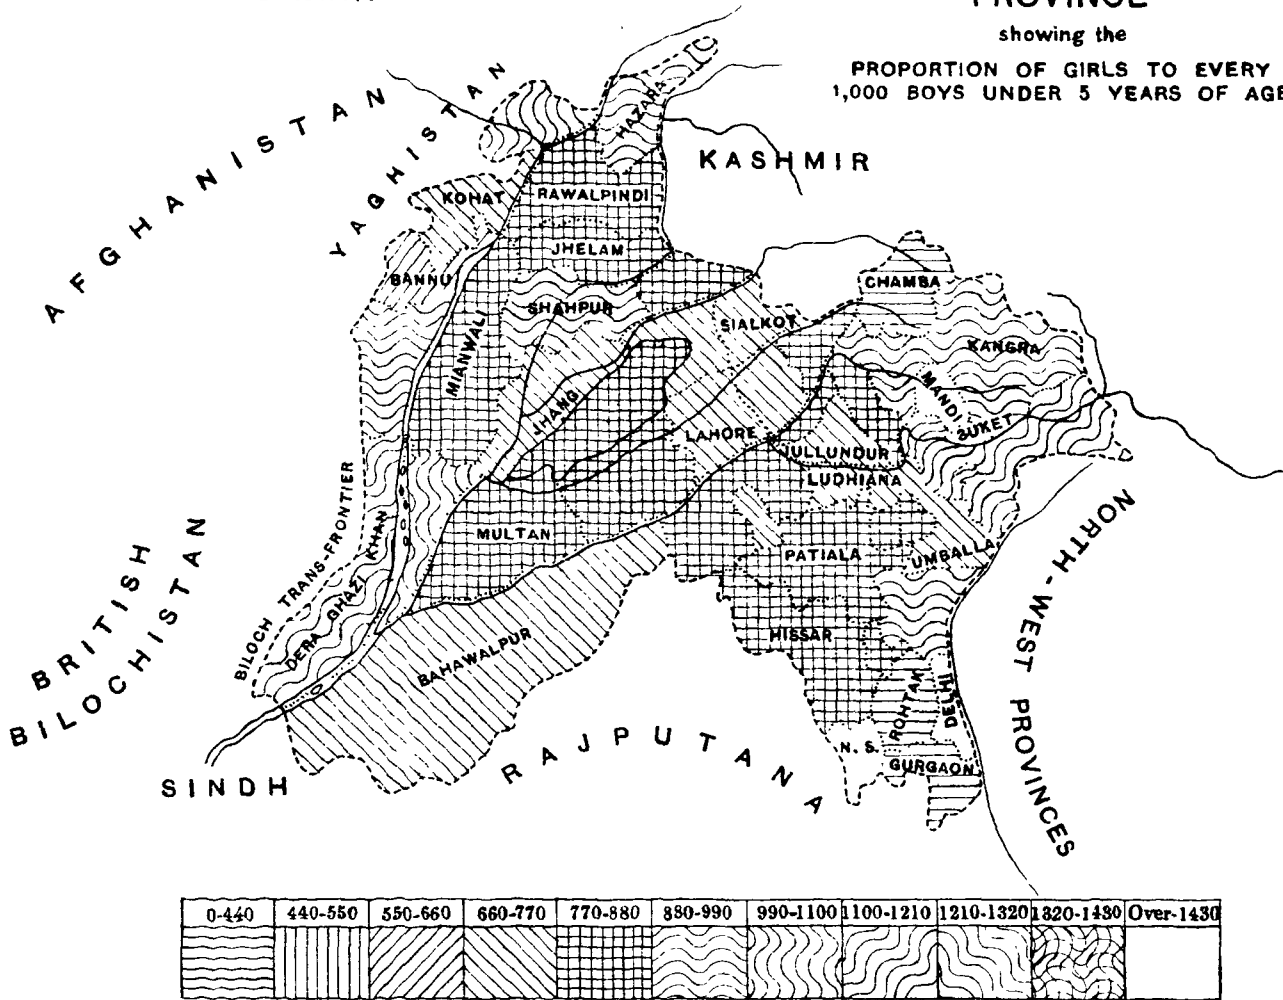 PROVINCE
showing the
PROPORTION OF GIRLS TO EVERY
1,000 BOYS UNDER 5 YEARS OF AGE
AFGHANISTAN
YAGHISTAN
HAZARA
KASHMIR
KOHAT
RAWALPINDI
JHELAM
BANNU
SHAHPUR
CHAMBA
SIALKOT
KANGRA
MIANWALI
MANDI
SUKET
JHANG
LAHORE
JULLUNDUR
LUDHIANA
MULTAN
PATIALA
UMBALLA
BILOCH TRANS-FRONTIER
DERA GHAZI KHAN
BAHAWALPUR
HISSAR
ROHTAK
DELHI
N. S.
GURGAON
BRITISH
BILOCHISTAN
SINDH
RAJPUTANA
NORTH-WEST PROVINCES
0-440 440-550 550-660 660-770 770-880 880-990 990-1100 1100-1210 1210-1320 1320-1430 Over-1430